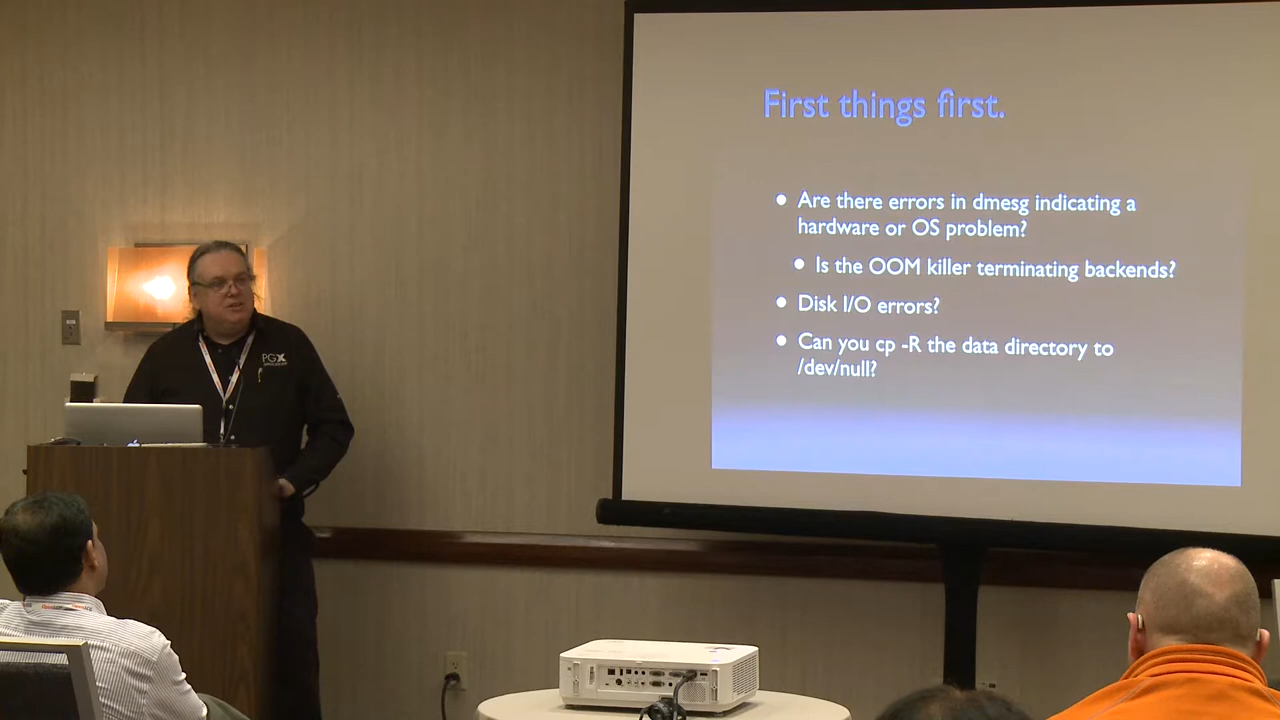 First things first.
Are there errors in dmesg indicating a
hardware or OS problem?
Is the OOM killer terminating backends?
Disk I/O errors?
Can you cp -R the data directory to
/dev/null?
PGX